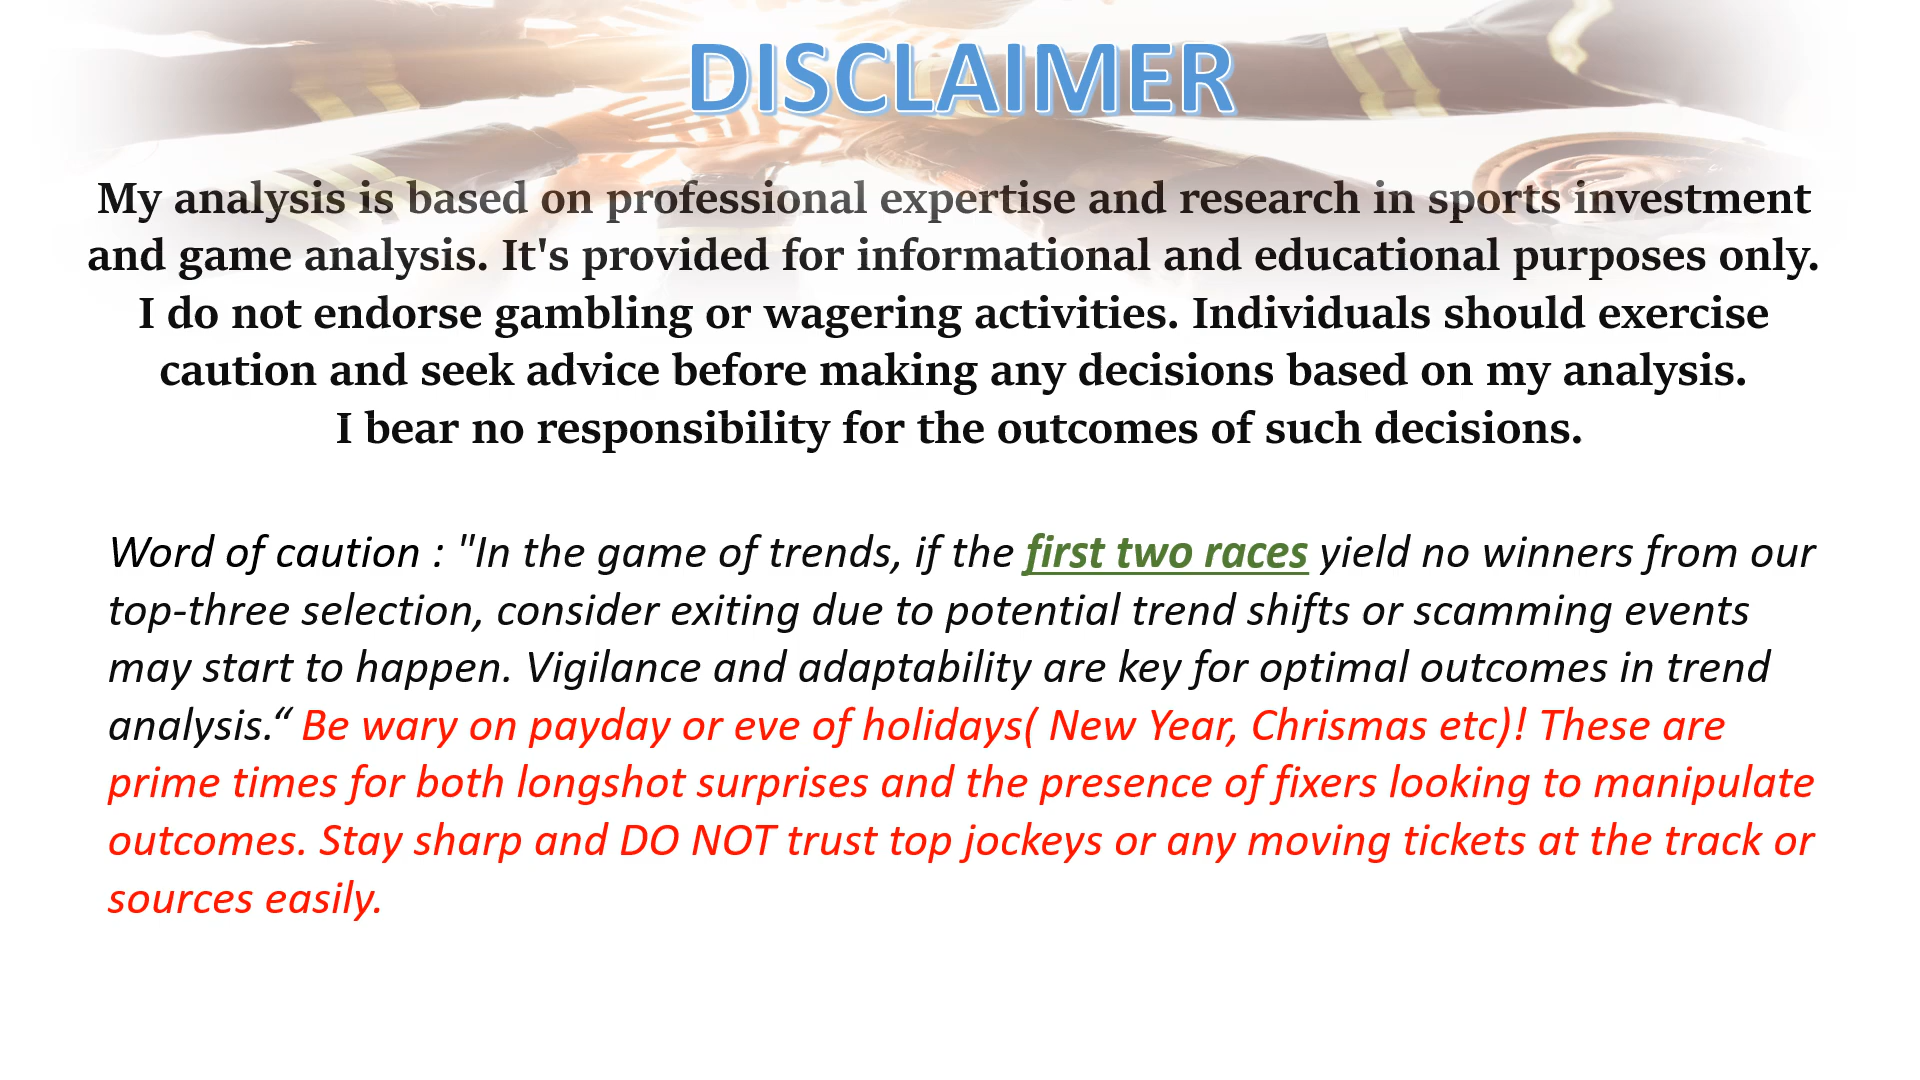 DISCLAIMER
My analysis is based on professional expertise and research in sports investment
and game analysis. It's provided for informational and educational purposes only.
I do not endorse gambling or wagering activities. Individuals should exercise
caution and seek advice before making any decisions based on my analysis.
I bear no responsibility for the outcomes of such decisions.
Word of caution : "In the game of trends, if the first two races yield no winners from our
top-three selection, consider exiting due to potential trend shifts or scamming events
may start to happen. Vigilance and adaptability are key for optimal outcomes in trend
analysis.“ Be wary on payday or eve of holidays( New Year, Chrismas etc)! These are
prime times for both longshot surprises and the presence of fixers looking to manipulate
outcomes. Stay sharp and DO NOT trust top jockeys or any moving tickets at the track or
sources easily.